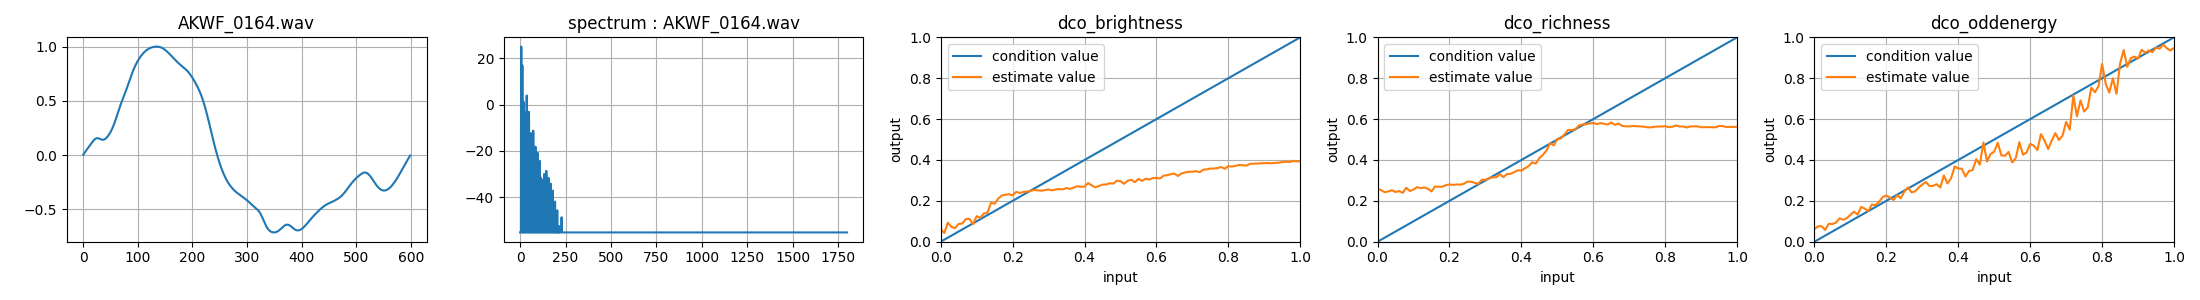 AKWF_0164.wav
1.0
0.5
0.0
−0.5
0 100 200 300 400 500 600
spectrum : AKWF_0164.wav
20
0
−20
−40
0 250 500 750 1000 1250 1500 1750
dco_brightness
condition value
estimate value
output
1.0
0.8
0.6
0.4
0.2
0.0
0.0 0.2 0.4 0.6 0.8 1.0
input
dco_richness
condition value
estimate value
output
1.0
0.8
0.6
0.4
0.2
0.0
0.0 0.2 0.4 0.6 0.8 1.0
input
dco_oddenergy
condition value
estimate value
output
1.0
0.8
0.6
0.4
0.2
0.0
0.0 0.2 0.4 0.6 0.8 1.0
input